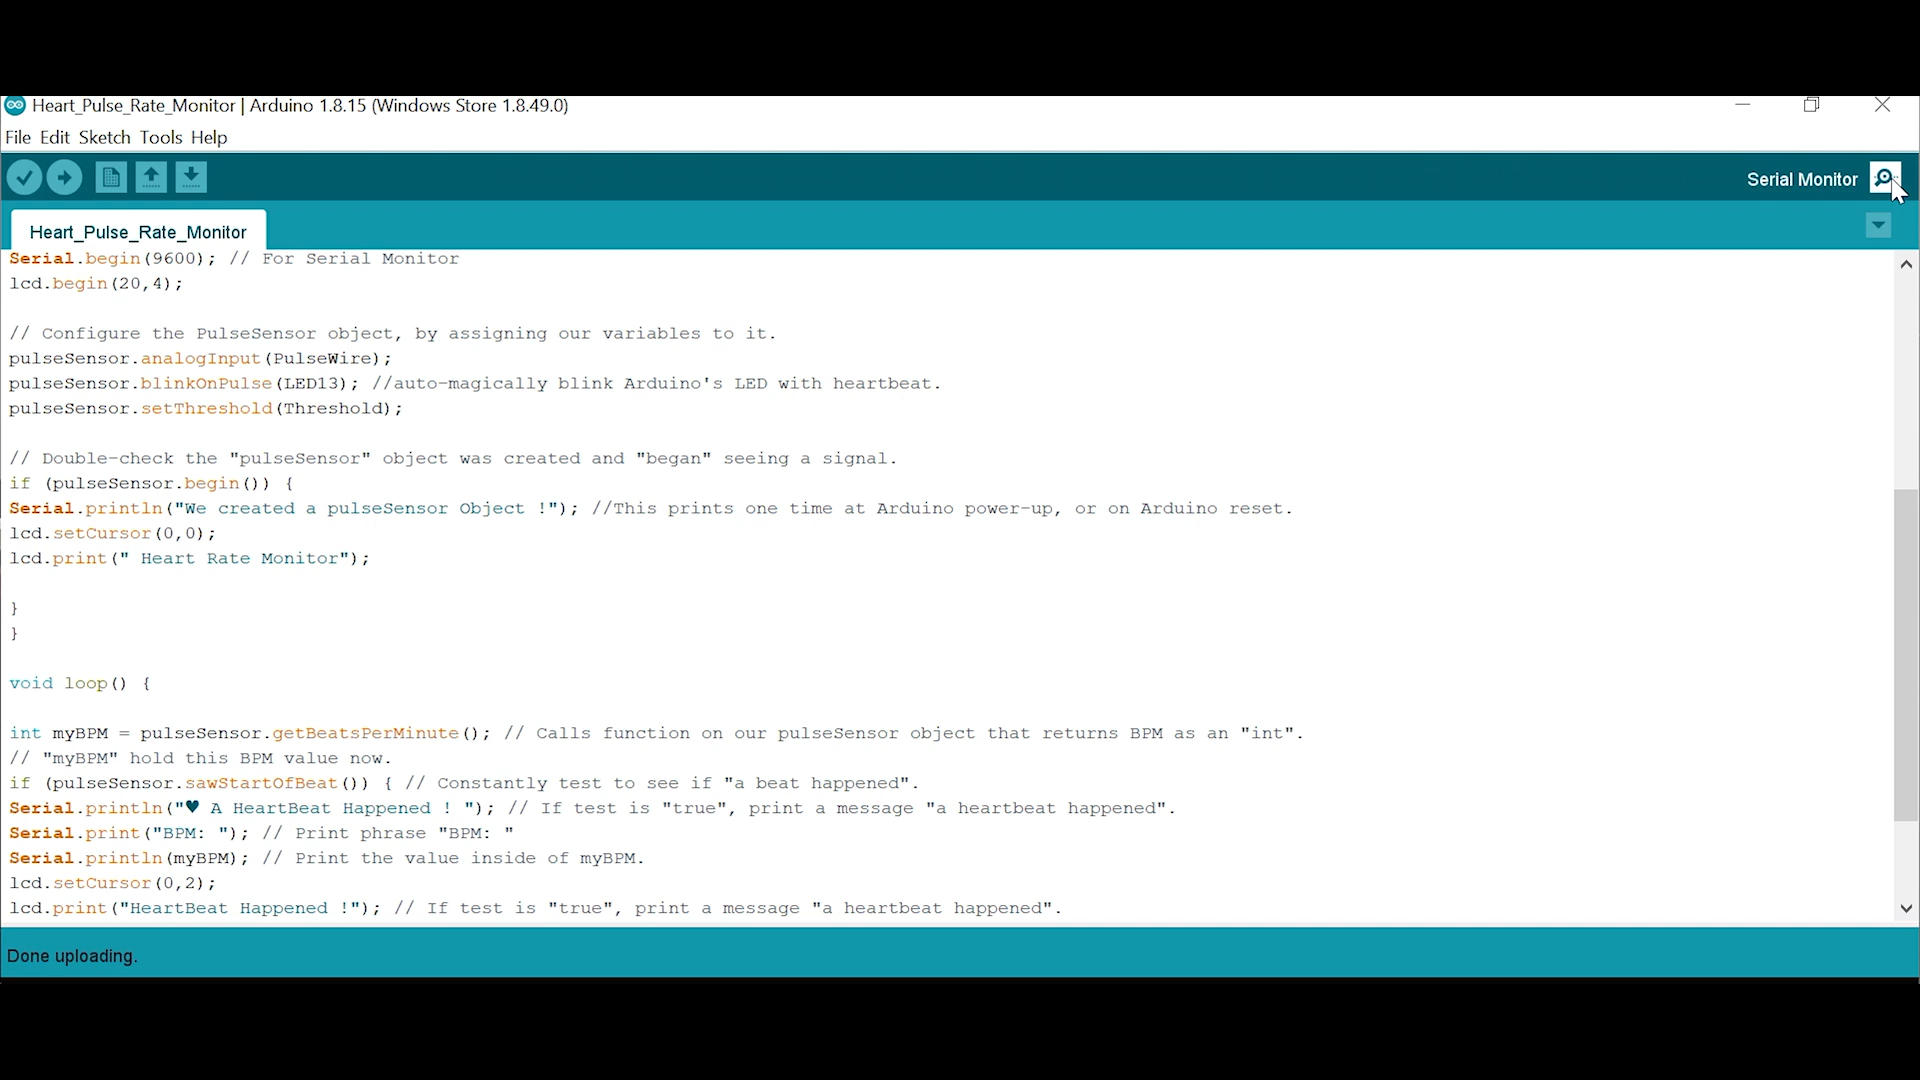 Heart_Pulse_Rate_Monitor | Arduino 1.8.15 (Windows Store 1.8.49.0)
File Edit Sketch Tools Help
Serial Monitor
Heart_Pulse_Rate_Monitor
Serial.begin(9600); // For Serial Monitor
lcd.begin(20,4);
// Configure the PulseSensor object, by assigning our variables to it.
pulseSensor.analogInput(PulseWire);
pulseSensor.blinkOnPulse(LED13); //auto-magically blink Arduino's LED with heartbeat.
pulseSensor.setThreshold(Threshold);
// Double-check the "pulseSensor" object was created and "began" seeing a signal.
if (pulseSensor.begin()) {
Serial.println("We created a pulseSensor Object !"); //This prints one time at Arduino power-up, or on Arduino reset.
lcd.setCursor(0,0);
lcd.print(" Heart Rate Monitor");
}
}
void loop() {
int myBPM = pulseSensor.getBeatsPerMinute(); // Calls function on our pulseSensor object that returns BPM as an "int".
// "myBPM" hold this BPM value now.
if (pulseSensor.sawStartOfBeat()) { // Constantly test to see if "a beat happened".
Serial.println("♥ A HeartBeat Happened ! "); // If test is "true", print a message "a heartbeat happened".
Serial.print("BPM: "); // Print phrase "BPM: "
Serial.println(myBPM); // Print the value inside of myBPM.
lcd.setCursor(0,2);
lcd.print("HeartBeat Happened !"); // If test is "true", print a message "a heartbeat happened".
Done uploading.